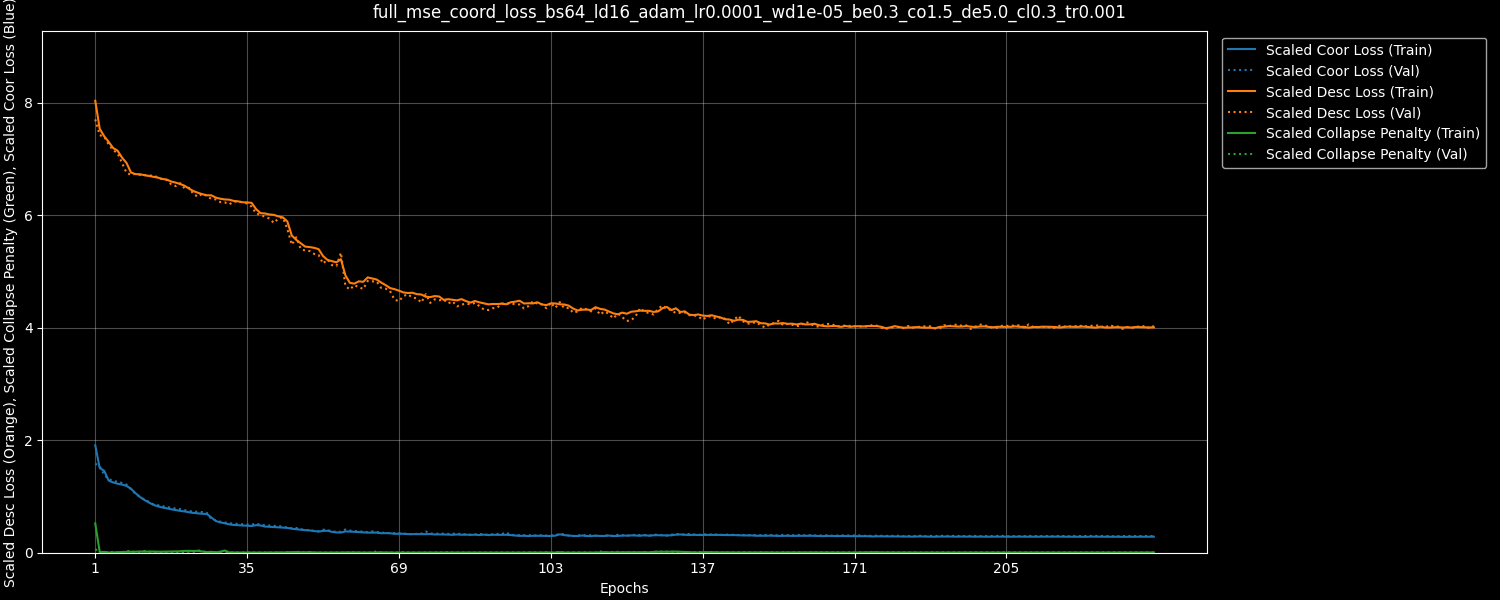 full_mse_coord_loss_bs64_ld16_adam_lr0.0001_wd1e-05_be0.3_co1.5_de5.0_cl0.3_tr0.001
Scaled Desc Loss (Orange), Scaled Collapse Penalty (Green), Scaled Coor Loss (Blue)
8
6
4
2
0
1
35
69
103
137
171
205
Epochs
Scaled Coor Loss (Train)
Scaled Coor Loss (Val)
Scaled Desc Loss (Train)
Scaled Desc Loss (Val)
Scaled Collapse Penalty (Train)
Scaled Collapse Penalty (Val)